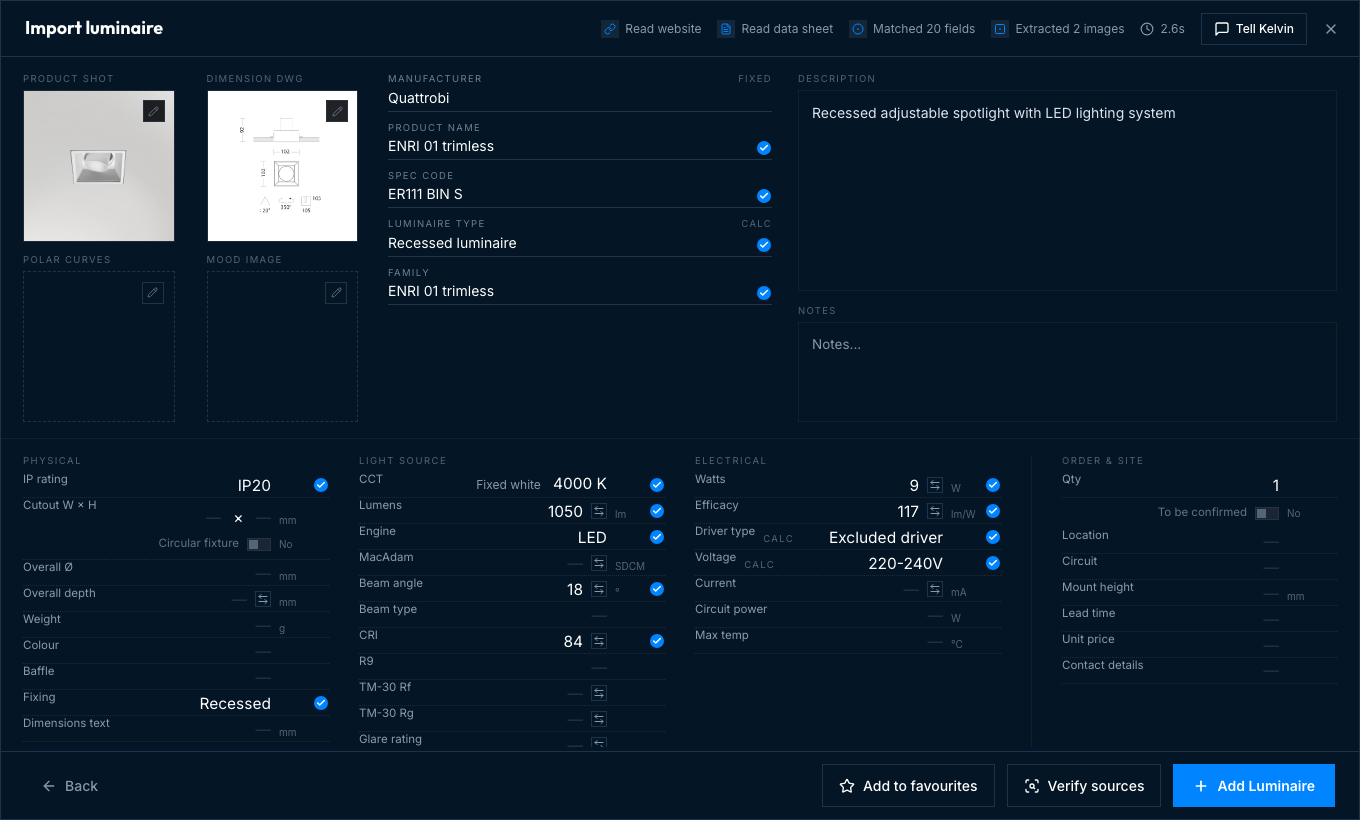 Import luminaire
Read website
Read data sheet
Matched 20 fields
Extracted 2 images
2.6s
Tell Kelvin
PRODUCT SHOT
DIMENSION DWG
92
102
102
20°
350°
103
105
POLAR CURVES
MOOD IMAGE
MANUFACTURER FIXED
Quattrobi
PRODUCT NAME
ENRI 01 trimless
SPEC CODE
ER111 BIN S
LUMINAIRE TYPE CALC
Recessed luminaire
FAMILY
ENRI 01 trimless
DESCRIPTION
Recessed adjustable spotlight with LED lighting system
NOTES
Notes...
PHYSICAL
IP rating IP20
Cutout W × H
— × — mm
Circular fixture No
Overall Ø — mm
Overall depth — mm
Weight — g
Colour —
Baffle —
Fixing Recessed
Dimensions text — mm
LIGHT SOURCE
CCT Fixed white 4000 K
Lumens 1050 lm
Engine LED
MacAdam — SDCM
Beam angle 18 °
Beam type —
CRI 84
R9 —
TM-30 Rf —
TM-30 Rg —
Glare rating —
ELECTRICAL
Watts 9 W
Efficacy 117 lm/W
Driver type CALC Excluded driver
Voltage CALC 220-240V
Current — mA
Circuit power — W
Max temp — °C
ORDER & SITE
Qty 1
To be confirmed No
Location —
Circuit —
Mount height — mm
Lead time —
Unit price —
Contact details —
Back
Add to favourites
Verify sources
Add Luminaire